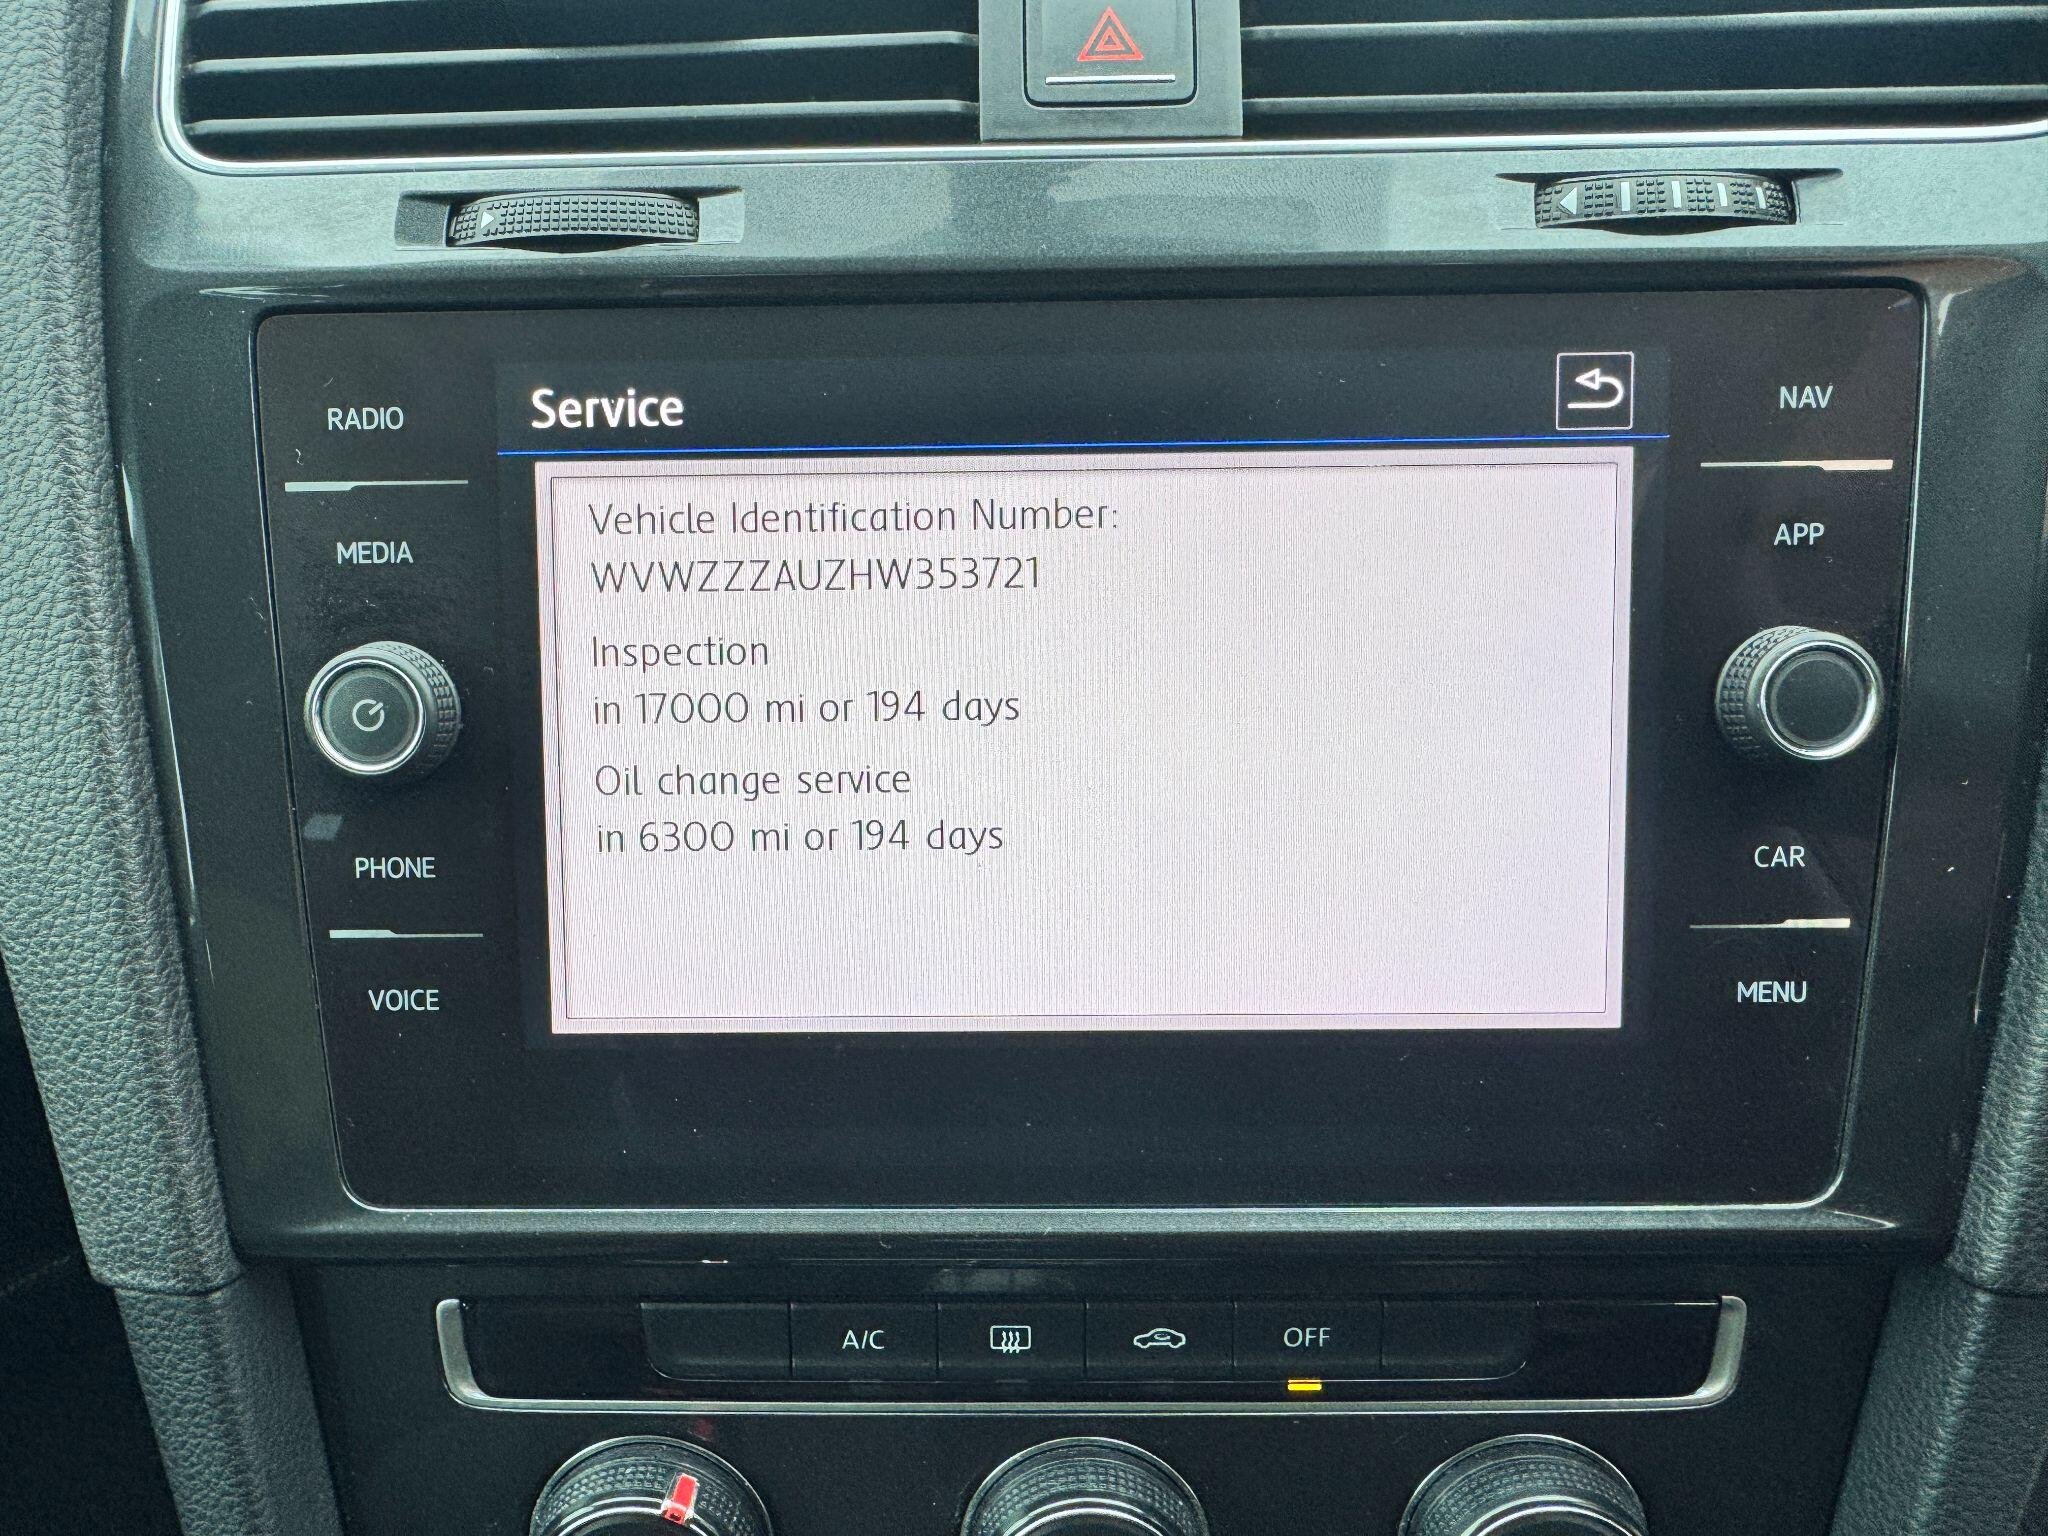 RADIO
MEDIA
PHONE
VOICE
Service
Vehicle Identification Number:
WVWZZZAUZHW353721
Inspection
in 17000 mi or 194 days
Oil change service
in 6300 mi or 194 days
NAV
APP
CAR
MENU
A/C
OFF